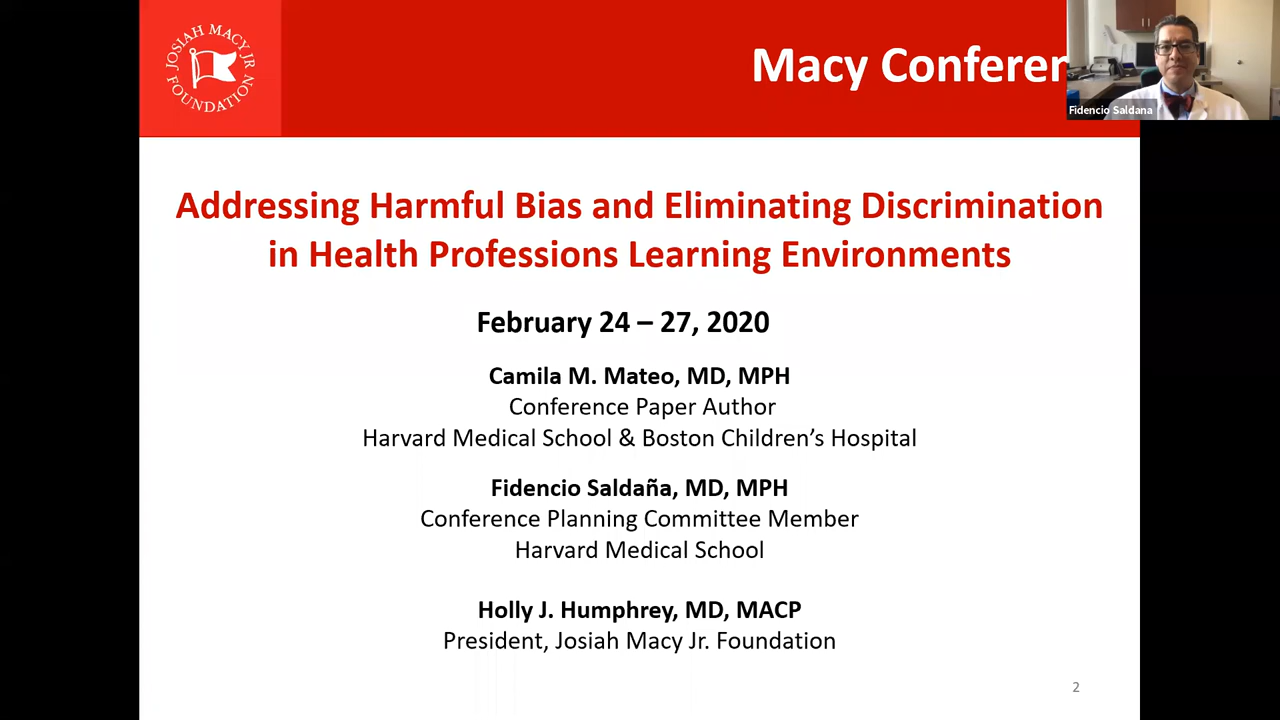 JOSIAH MACY JR
FOUNDATION
Macy Conferen
Fidencio Saldana
Addressing Harmful Bias and Eliminating Discrimination
in Health Professions Learning Environments
February 24 – 27, 2020
Camila M. Mateo, MD, MPH
Conference Paper Author
Harvard Medical School & Boston Children’s Hospital
Fidencio Saldaña, MD, MPH
Conference Planning Committee Member
Harvard Medical School
Holly J. Humphrey, MD, MACP
President, Josiah Macy Jr. Foundation
2